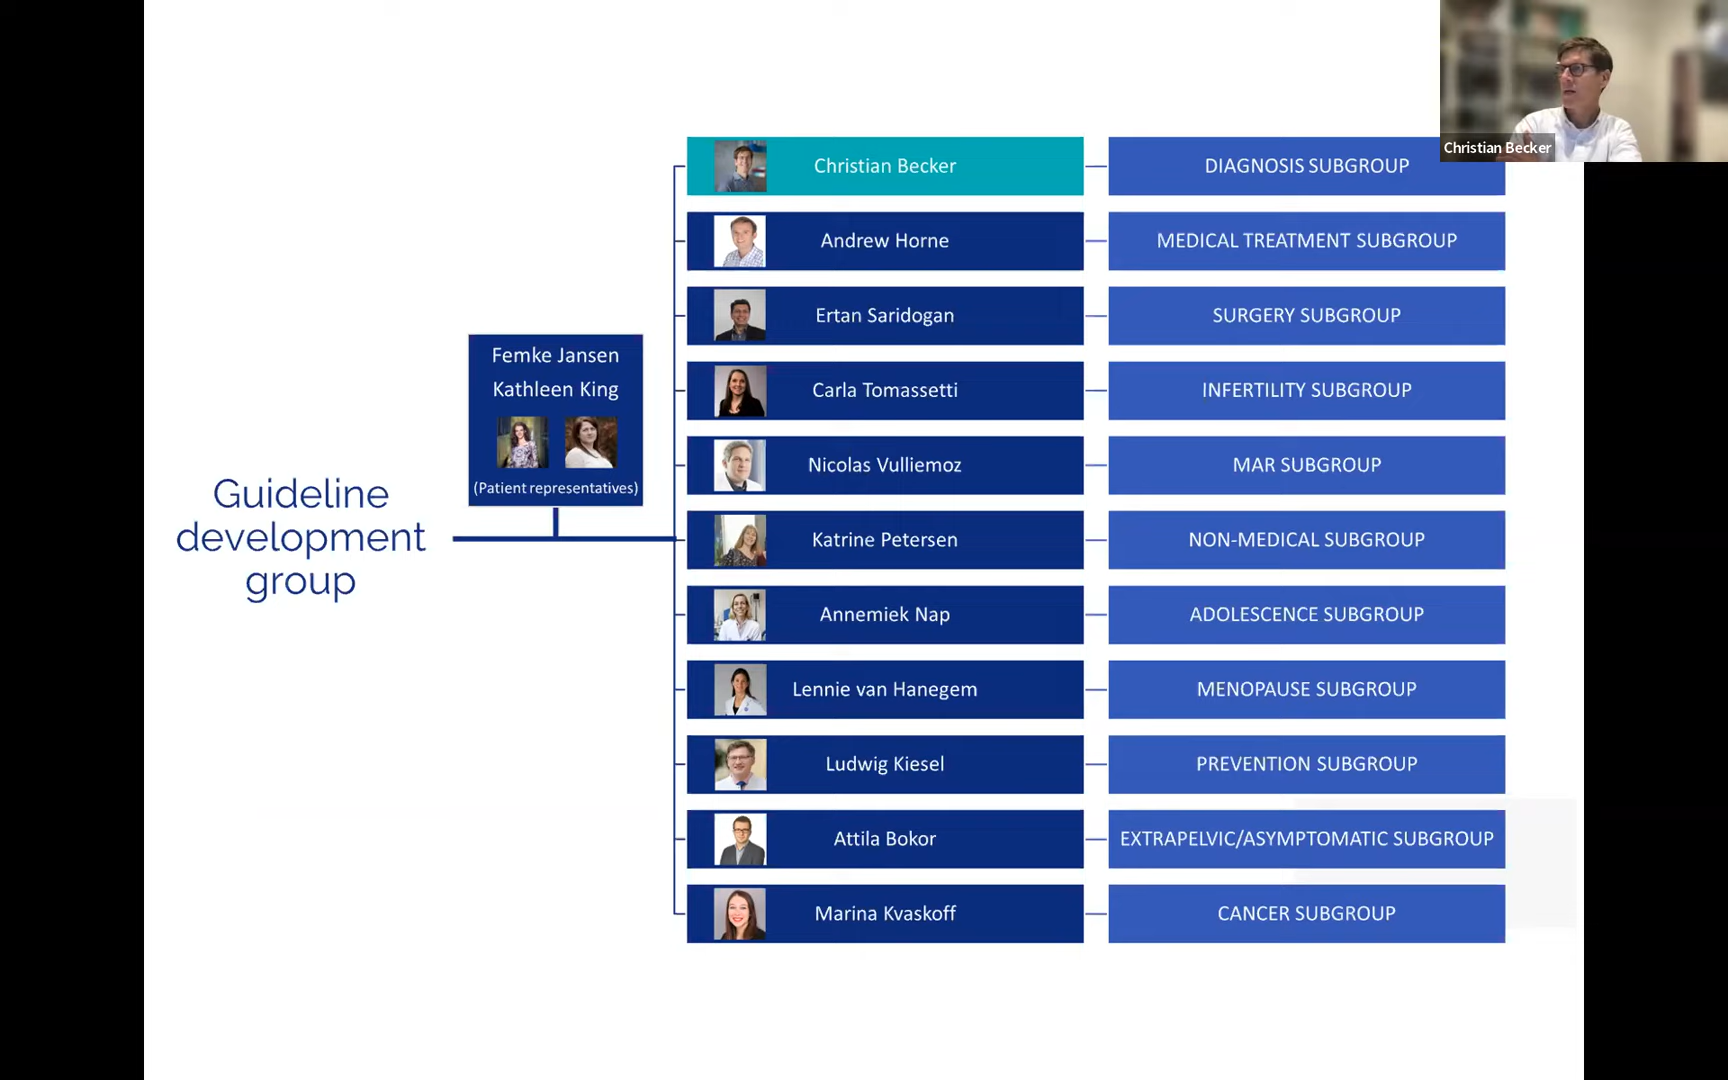 Christian Becker
Guideline
development
group
Femke Jansen
Kathleen King
(Patient representatives)
Christian Becker
DIAGNOSIS SUBGROUP
Andrew Horne
MEDICAL TREATMENT SUBGROUP
Ertan Saridogan
SURGERY SUBGROUP
Carla Tomassetti
INFERTILITY SUBGROUP
Nicolas Vulliemoz
MAR SUBGROUP
Katrine Petersen
NON-MEDICAL SUBGROUP
Annemiek Nap
ADOLESCENCE SUBGROUP
Lennie van Hanegem
MENOPAUSE SUBGROUP
Ludwig Kiesel
PREVENTION SUBGROUP
Attila Bokor
EXTRAPELVIC/ASYMPTOMATIC SUBGROUP
Marina Kvaskoff
CANCER SUBGROUP